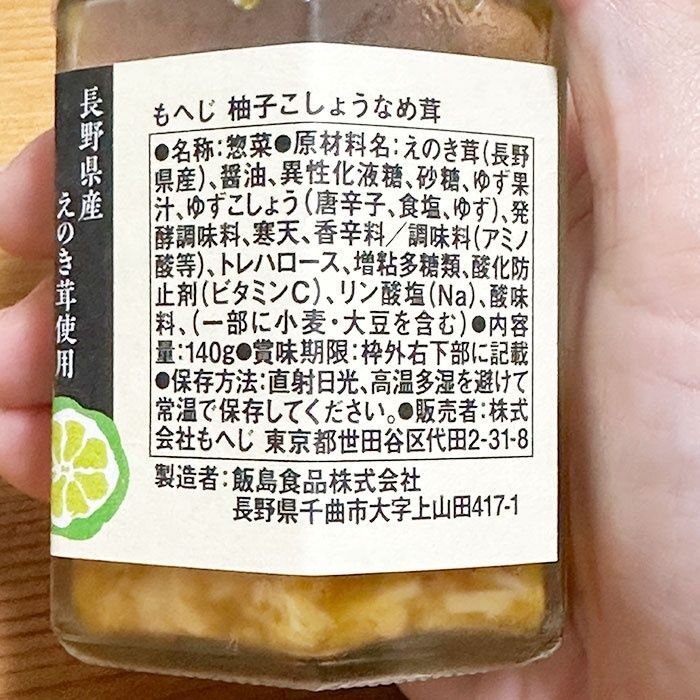 長野県産
えのき茸使用
もへじ 柚子こしょうなめ茸
●名称:惣菜●原材料名:えのき茸(長野
県産)、醤油、異性化液糖、砂糖、ゆず果
汁、ゆずこしょう(唐辛子、食塩、ゆず)、発
酵調味料、寒天、香辛料/調味料(アミノ
酸等)、トレハロース、増粘多糖類、酸化防
止剤(ビタミンC)、リン酸塩(Na)、酸味
料、(一部に小麦・大豆を含む)●内容
量:140g●賞味期限:枠外右下部に記載
●保存方法:直射日光、高温多湿を避けて
常温で保存してください。●販売者:株式
会社もへじ 東京都世田谷区代田2-31-8
製造者:飯島食品株式会社
長野県千曲市大字上山田417-1